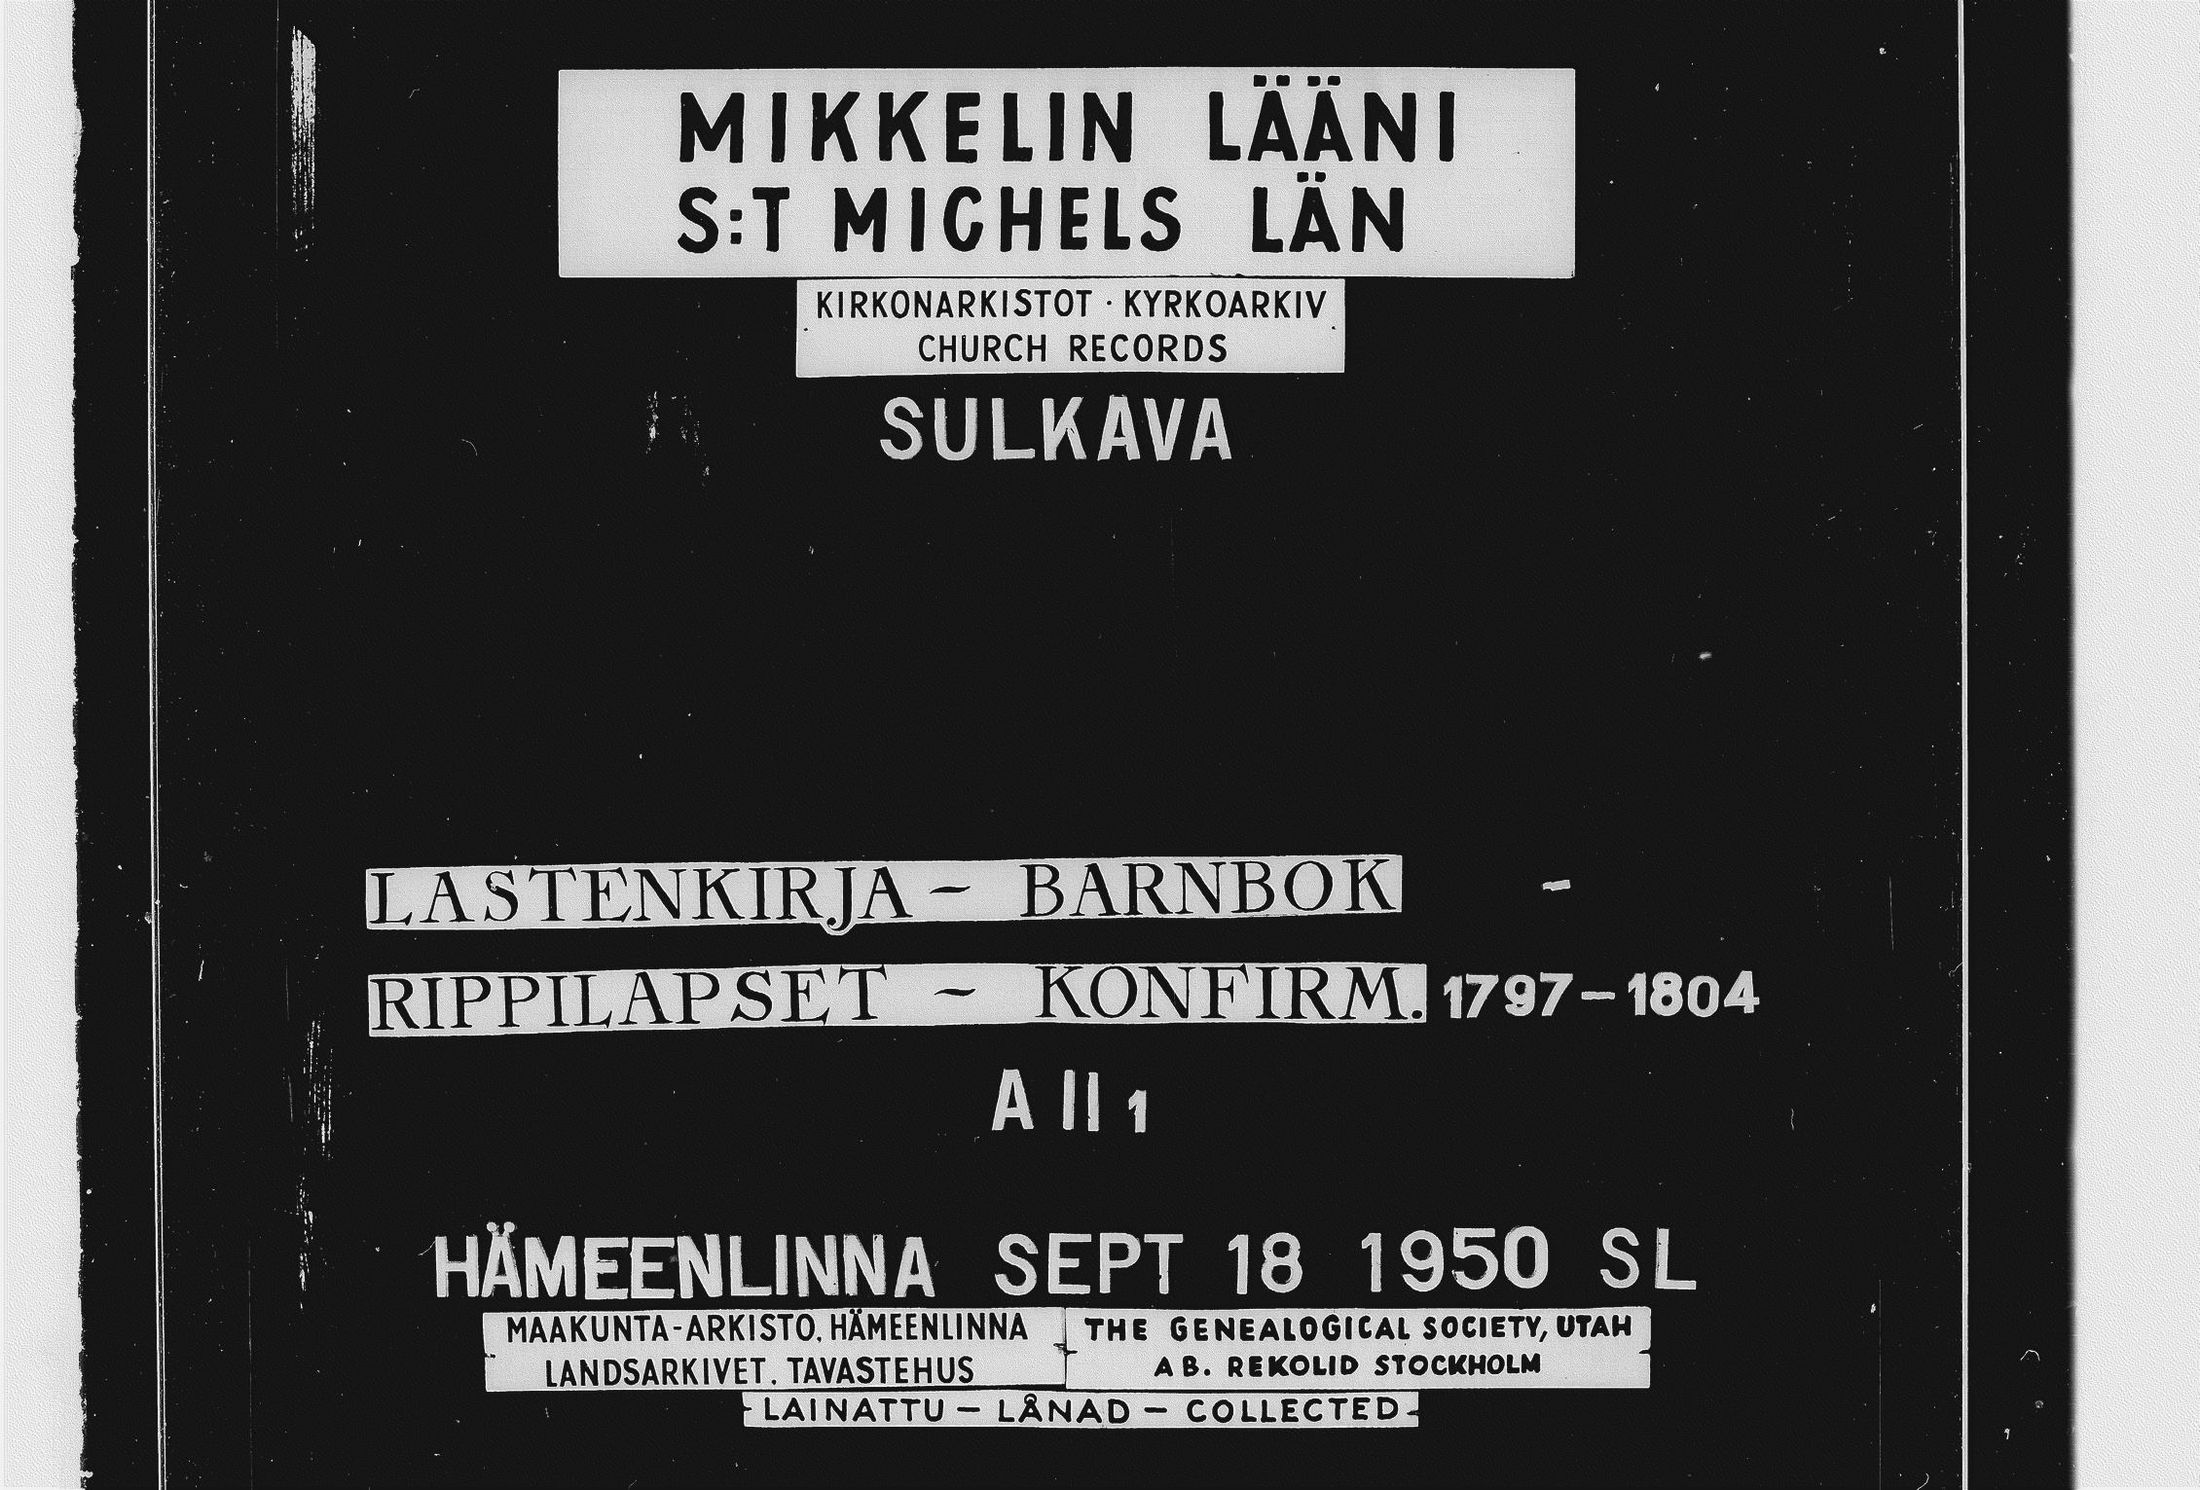 MIKKELIN LÄÄNI
S:T MICHELS LÄN
KIRKONARKISTOT · KYRKOARKIV
CHURCH RECORDS
SULKAVA
LASTENKIRJA - BARNBOK -
RIPPILAPSET - KONFIRM. 1797-1804
A II 1
HÄMEENLINNA SEPT 18 1950 SL
MAAKUNTA-ARKISTO, HÄMEENLINNA
LANDSARKIVET. TAVASTEHUS
THE GENEALOGICAL SOCIETY, UTAH
AB. REKOLID STOCKHOLM
LAINATTU - LÅNAD - COLLECTED